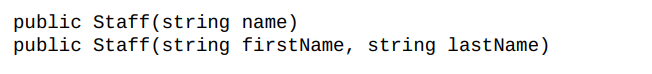 public Staff(string name)
public Staff(string firstName, string lastName)